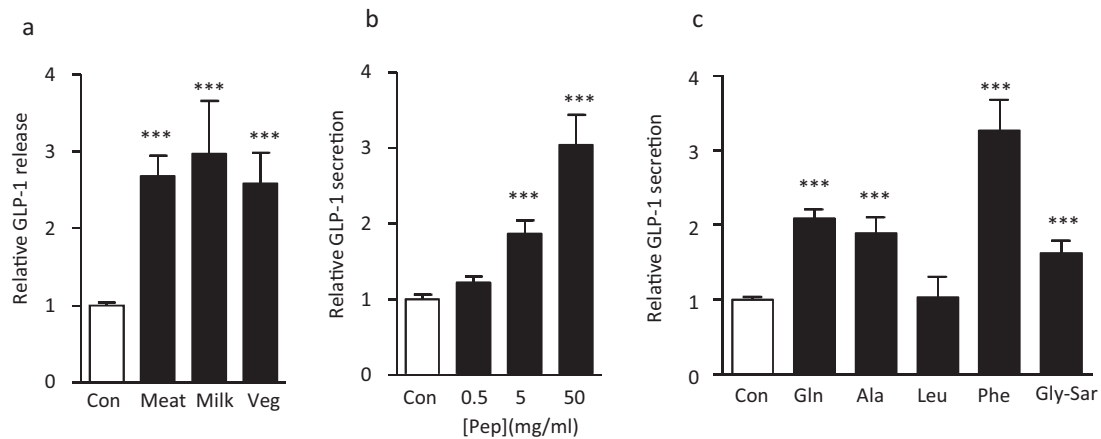 a
Relative GLP-1 release
4
3
2
1
0
***
***
***
Con Meat Milk Veg
b
Relative GLP-1 secretion
4
3
2
1
0
***
***
Con 0.5 5 50
[Pep](mg/ml)
c
Relative GLP-1 secretion
4
3
2
1
0
***
***
***
***
Con Gln Ala Leu Phe Gly-Sar